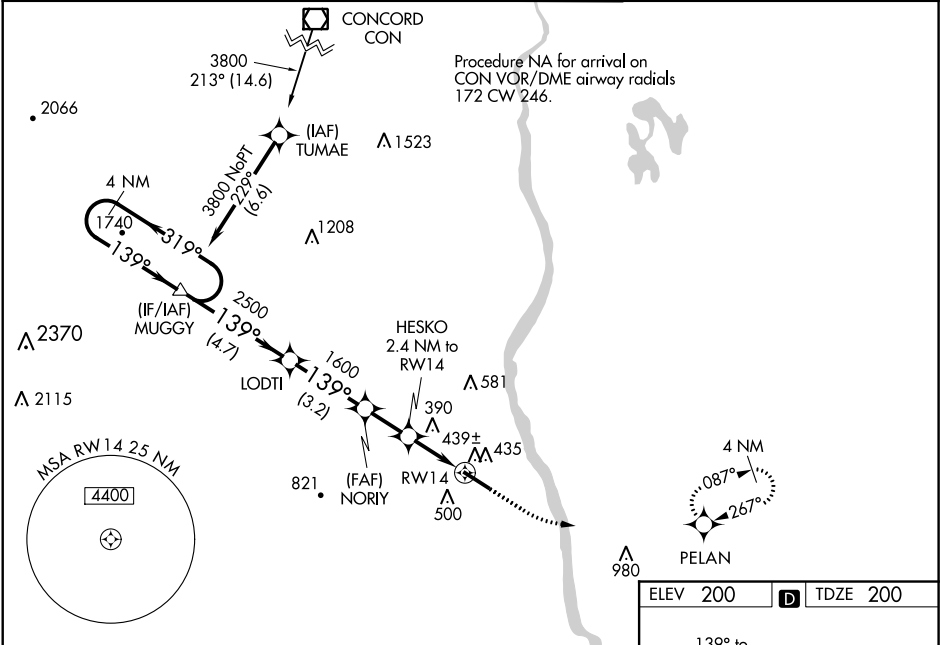 CONCORD
CON
3800
213° (14.6)
Procedure NA for arrival on
CON VOR/DME airway radials
172 CW 246.
2066
(IAF)
TUMAE
1523
3800 NoPT
229°
(6.6)
4 NM
1740
319°
139°
1208
(IF/IAF)
MUGGY
2500
139°
(4.7)
HESKO
2.4 NM to
RW14
2370
LODTI
1600
139°
(3.2)
581
2115
390
439±
435
4 NM
MSA RW14 25 NM
4400
821
(FAF)
NORIY
RW14
500
087°
267°
PELAN
980
ELEV 200
D
TDZE 200
139° to